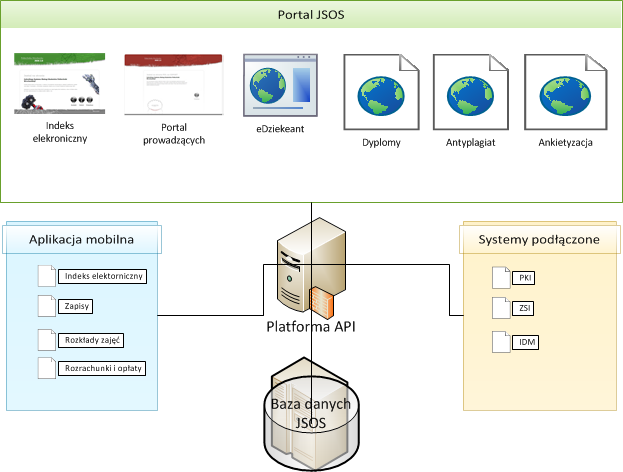 Portal JSOS
Indeks
elekroniczny
Portal
prowadzących
eDziekeant
Dyplomy
Antyplagiat
Ankietyzacja
Aplikacja mobilna
Indeks elektorniczny
Zapisy
Rozkłady zajęć
Rozrachunki i opłaty
Platforma API
Systemy podłączone
PKI
ZSI
IDM
Baza danych
JSOS